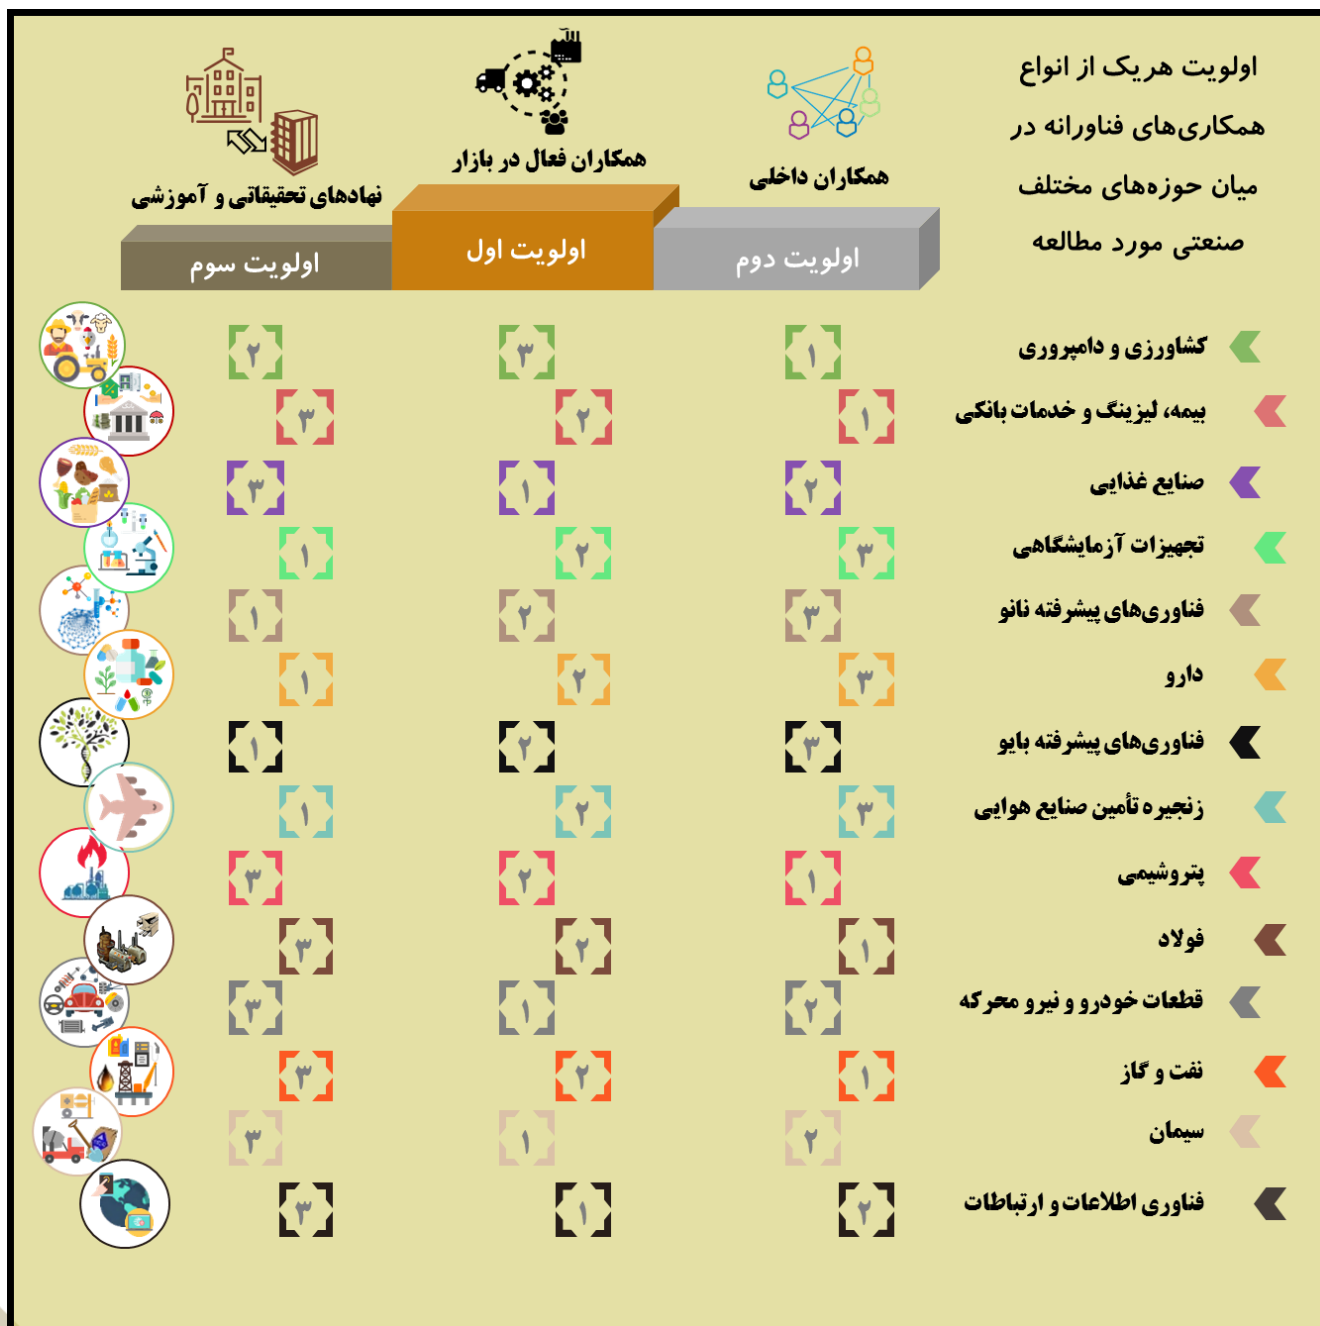 اولویت هر یک از انواع
همکاری‌های فناورانه در
میان حوزه‌های مختلف
صنعتی مورد مطالعه
همکاران داخلی
همکاران فعال در بازار
نهادهای تحقیقاتی و آموزشی
اولویت دوم
اولویت اول
اولویت سوم
کشاورزی و دامپروری ۱ ۳ ۲
بیمه، لیزینگ و خدمات بانکی ۱ ۲ ۳
صنایع غذایی ۲ ۱ ۳
تجهیزات آزمایشگاهی ۳ ۲ ۱
فناوری‌های پیشرفته نانو ۳ ۲ ۱
دارو ۳ ۲ ۱
فناوری‌های پیشرفته بایو ۳ ۲ ۱
زنجیره تأمین صنایع هوایی ۳ ۲ ۱
پتروشیمی ۱ ۲ ۳
فولاد ۱ ۲ ۳
قطعات خودرو و نیرو محرکه ۲ ۱ ۳
نفت و گاز ۱ ۲ ۳
سیمان ۲ ۱ ۳
فناوری اطلاعات و ارتباطات ۲ ۱ ۳